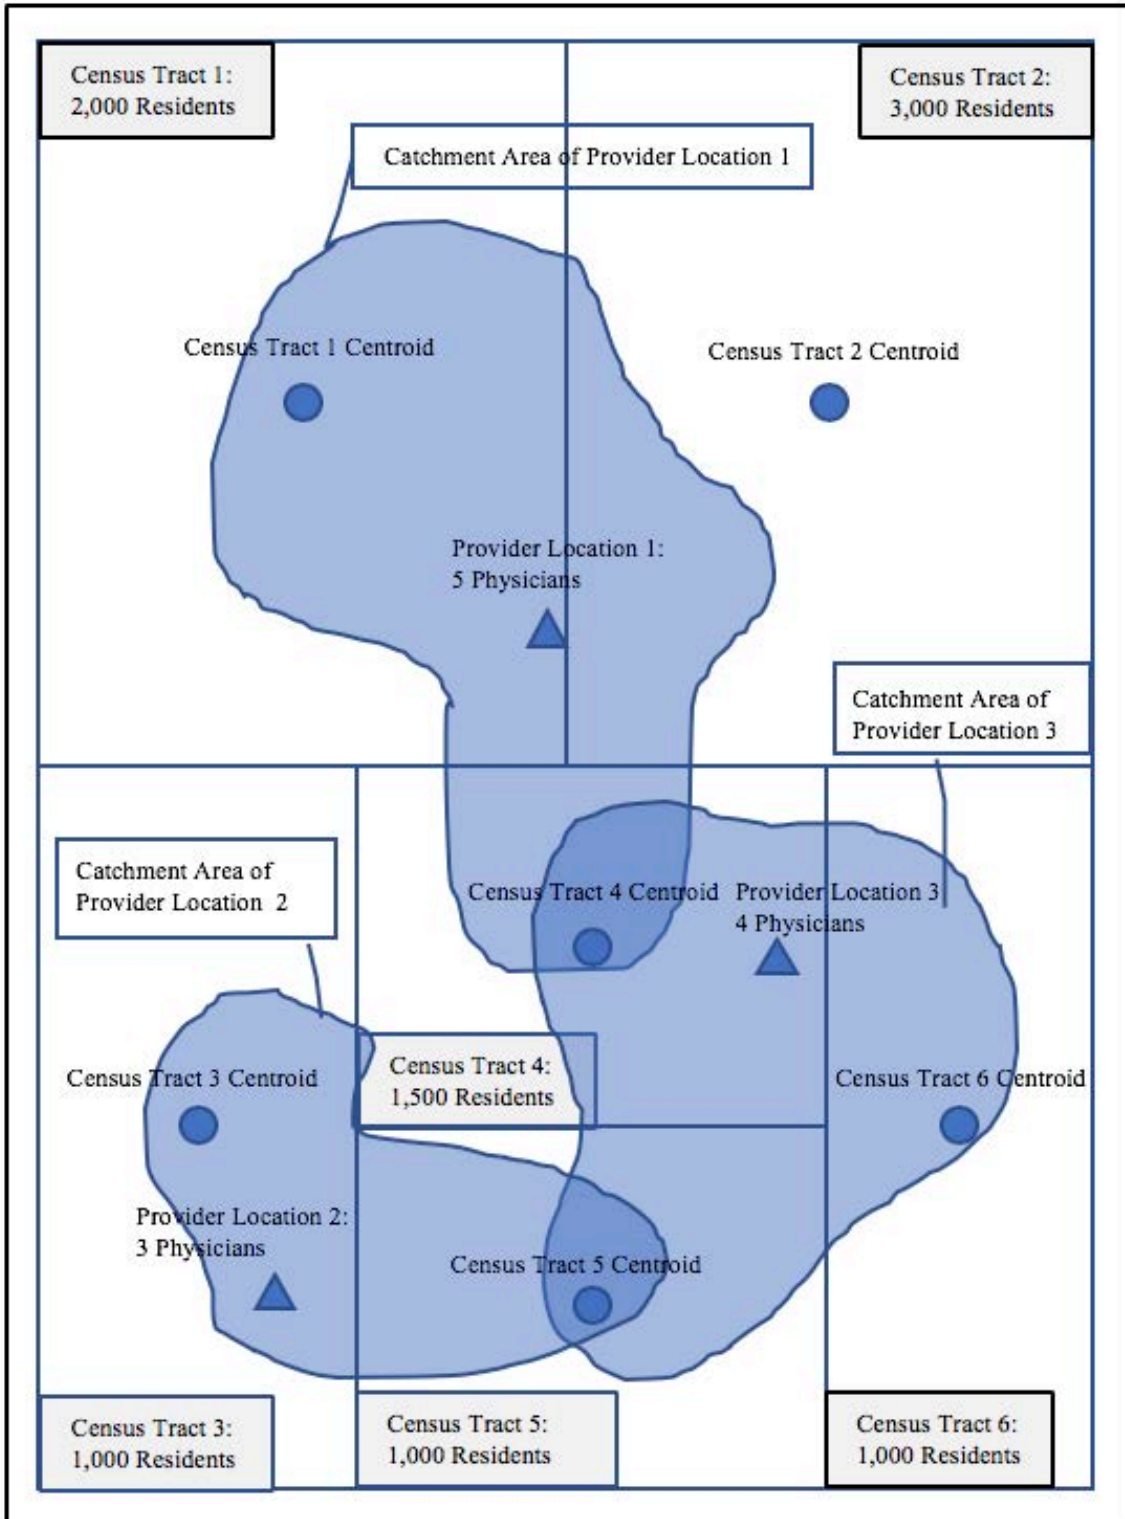 Census Tract 1:
2,000 Residents
Census Tract 2:
3,000 Residents
Catchment Area of Provider Location 1
Census Tract 1 Centroid
Census Tract 2 Centroid
Provider Location 1:
5 Physicians
Catchment Area of
Provider Location 3
Catchment Area of
Provider Location 2
Census Tract 4 Centroid
Provider Location 3
4 Physicians
Census Tract 3 Centroid
Census Tract 4:
1,500 Residents
Census Tract 6 Centroid
Provider Location 2:
3 Physicians
Census Tract 5 Centroid
Census Tract 3:
1,000 Residents
Census Tract 5:
1,000 Residents
Census Tract 6:
1,000 Residents